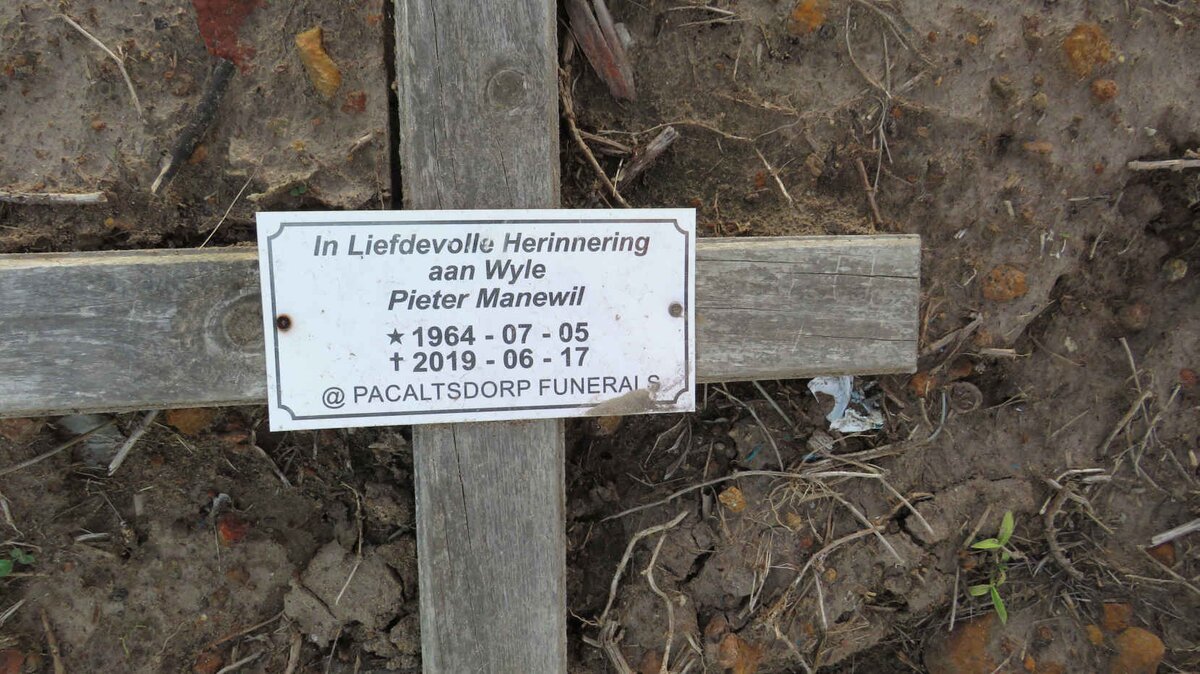 In Liefdevolle Herinnering
aan Wyle
Pieter Manewil
★ 1964 - 07 - 05
✝ 2019 - 06 - 17
@ PACALTSDORP FUNERALS